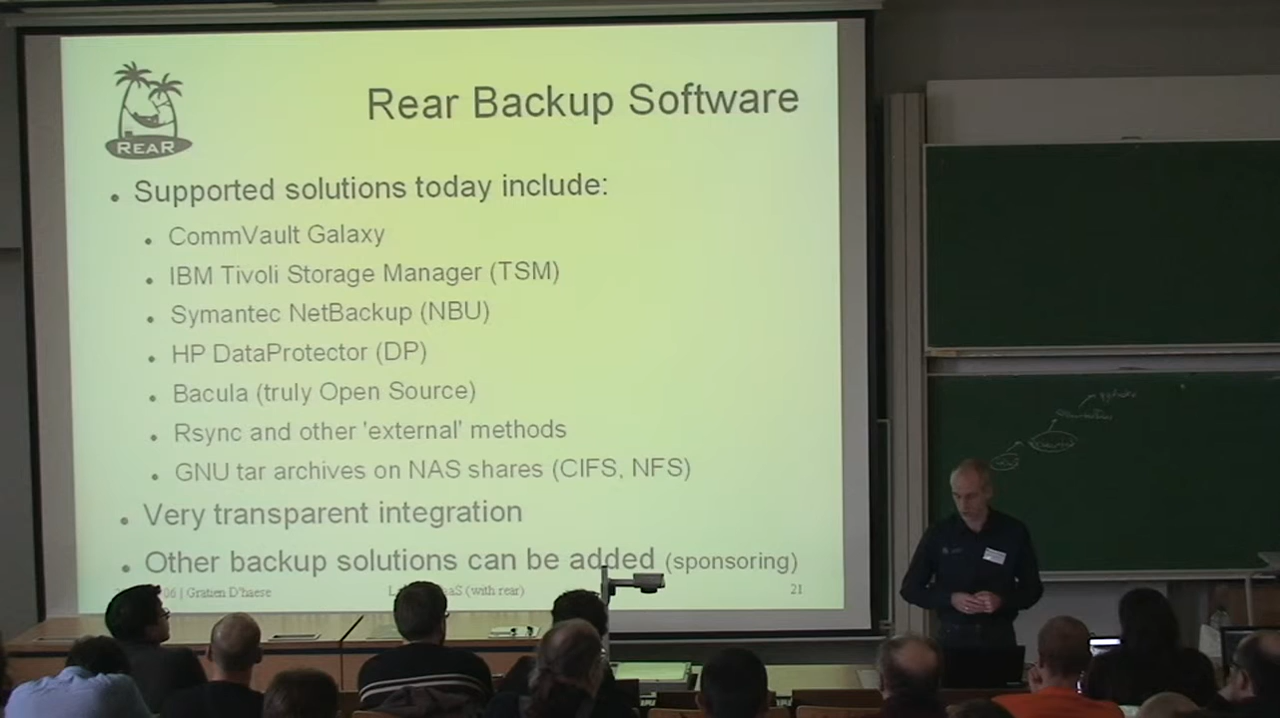 REAR
Rear Backup Software
• Supported solutions today include:
• CommVault Galaxy
• IBM Tivoli Storage Manager (TSM)
• Symantec NetBackup (NBU)
• HP DataProtector (DP)
• Bacula (truly Open Source)
• Rsync and other 'external' methods
• GNU tar archives on NAS shares (CIFS, NFS)
• Very transparent integration
• Other backup solutions can be added (sponsoring)
06 | Gratien D'haese
(with rear)
21